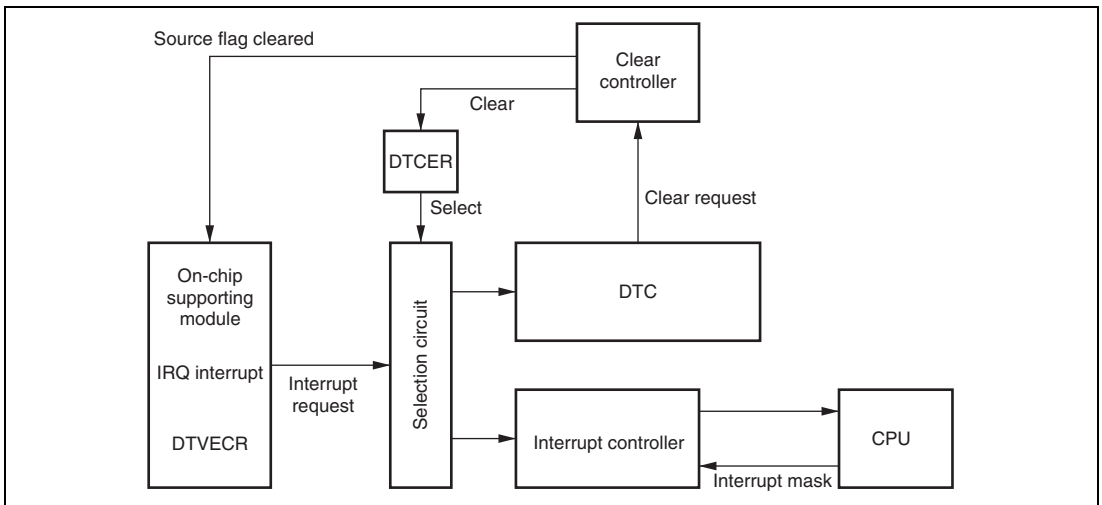 Source flag cleared
Clear
controller
Clear
DTCER
Select
Clear request
On-chip
supporting
module
IRQ interrupt
DTVECR
Interrupt
request
Selection circuit
DTC
Interrupt controller
CPU
Interrupt mask